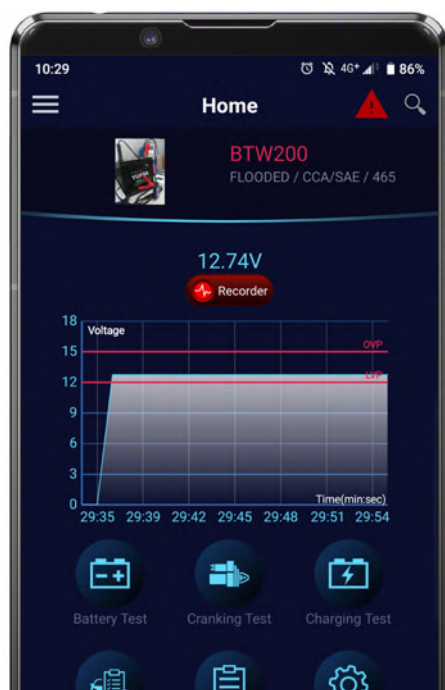 10:29 4G+ 86%
Home
BTW200
FLOODED / CCA/SAE / 465
12.74V
Recorder
18
Voltage
15
OVP
12
LVP
9
6
3
0
Time(min:sec)
29:35 29:39 29:42 29:45 29:48 29:51 29:54
Battery Test Cranking Test Charging Test